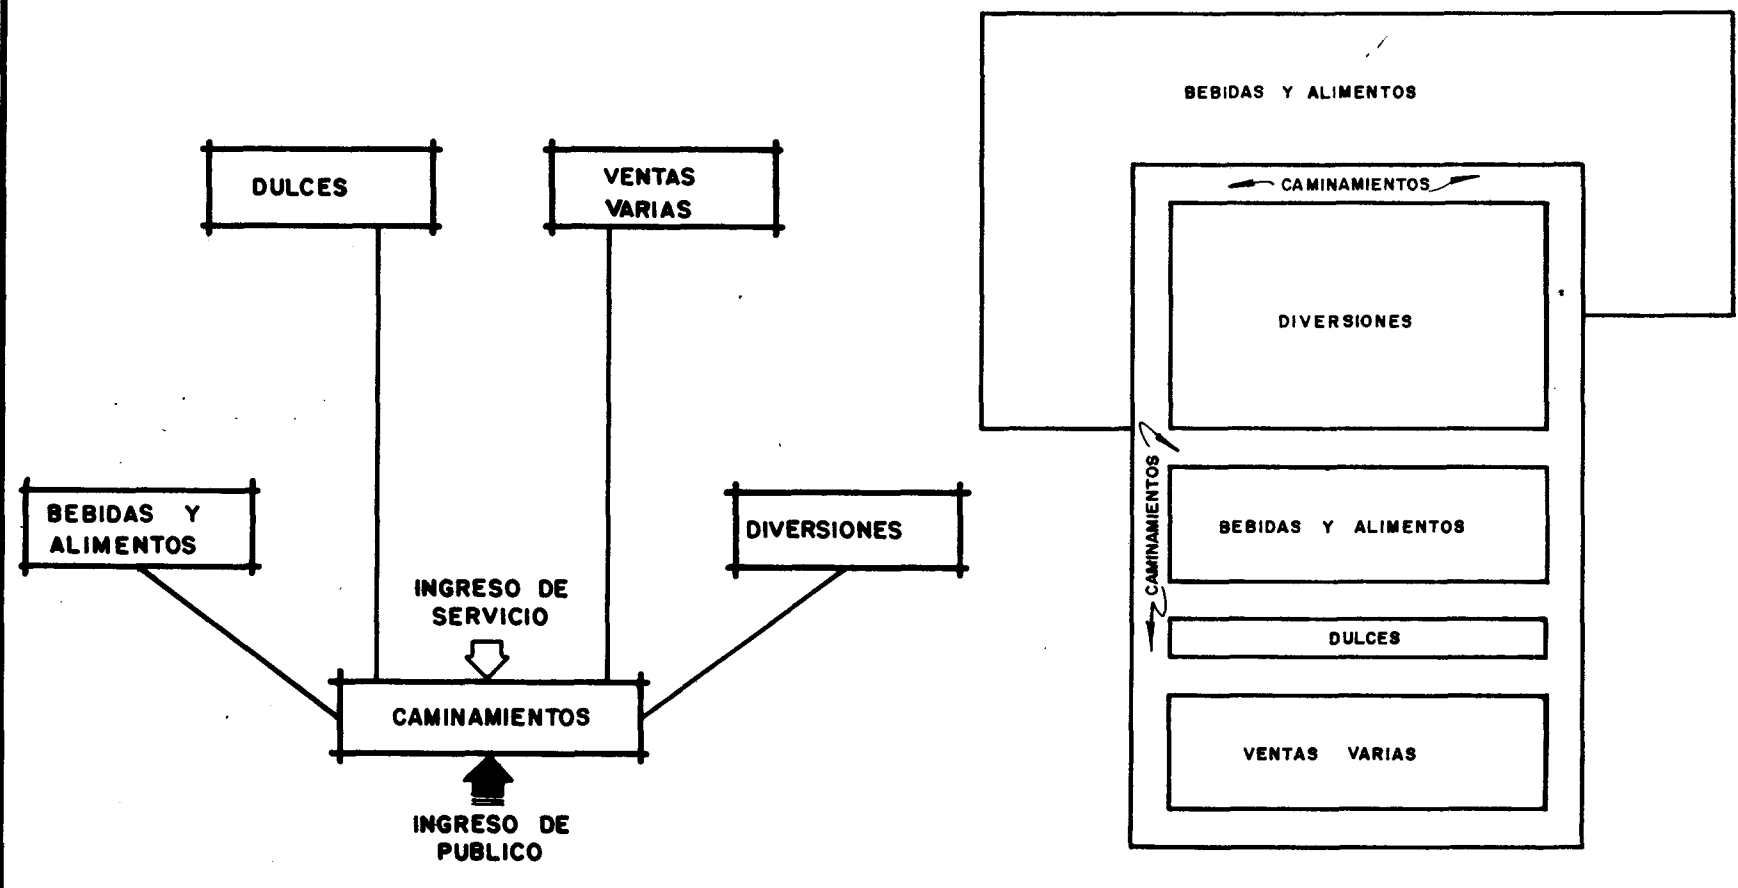 DULCES
VENTAS
VARIAS
BEBIDAS Y
ALIMENTOS
DIVERSIONES
INGRESO DE
SERVICIO
CAMINAMIENTOS
INGRESO DE
PUBLICO
BEBIDAS Y ALIMENTOS
CAMINAMIENTOS
DIVERSIONES
CAMINAMIENTOS
BEBIDAS Y ALIMENTOS
DULCES
VENTAS VARIAS